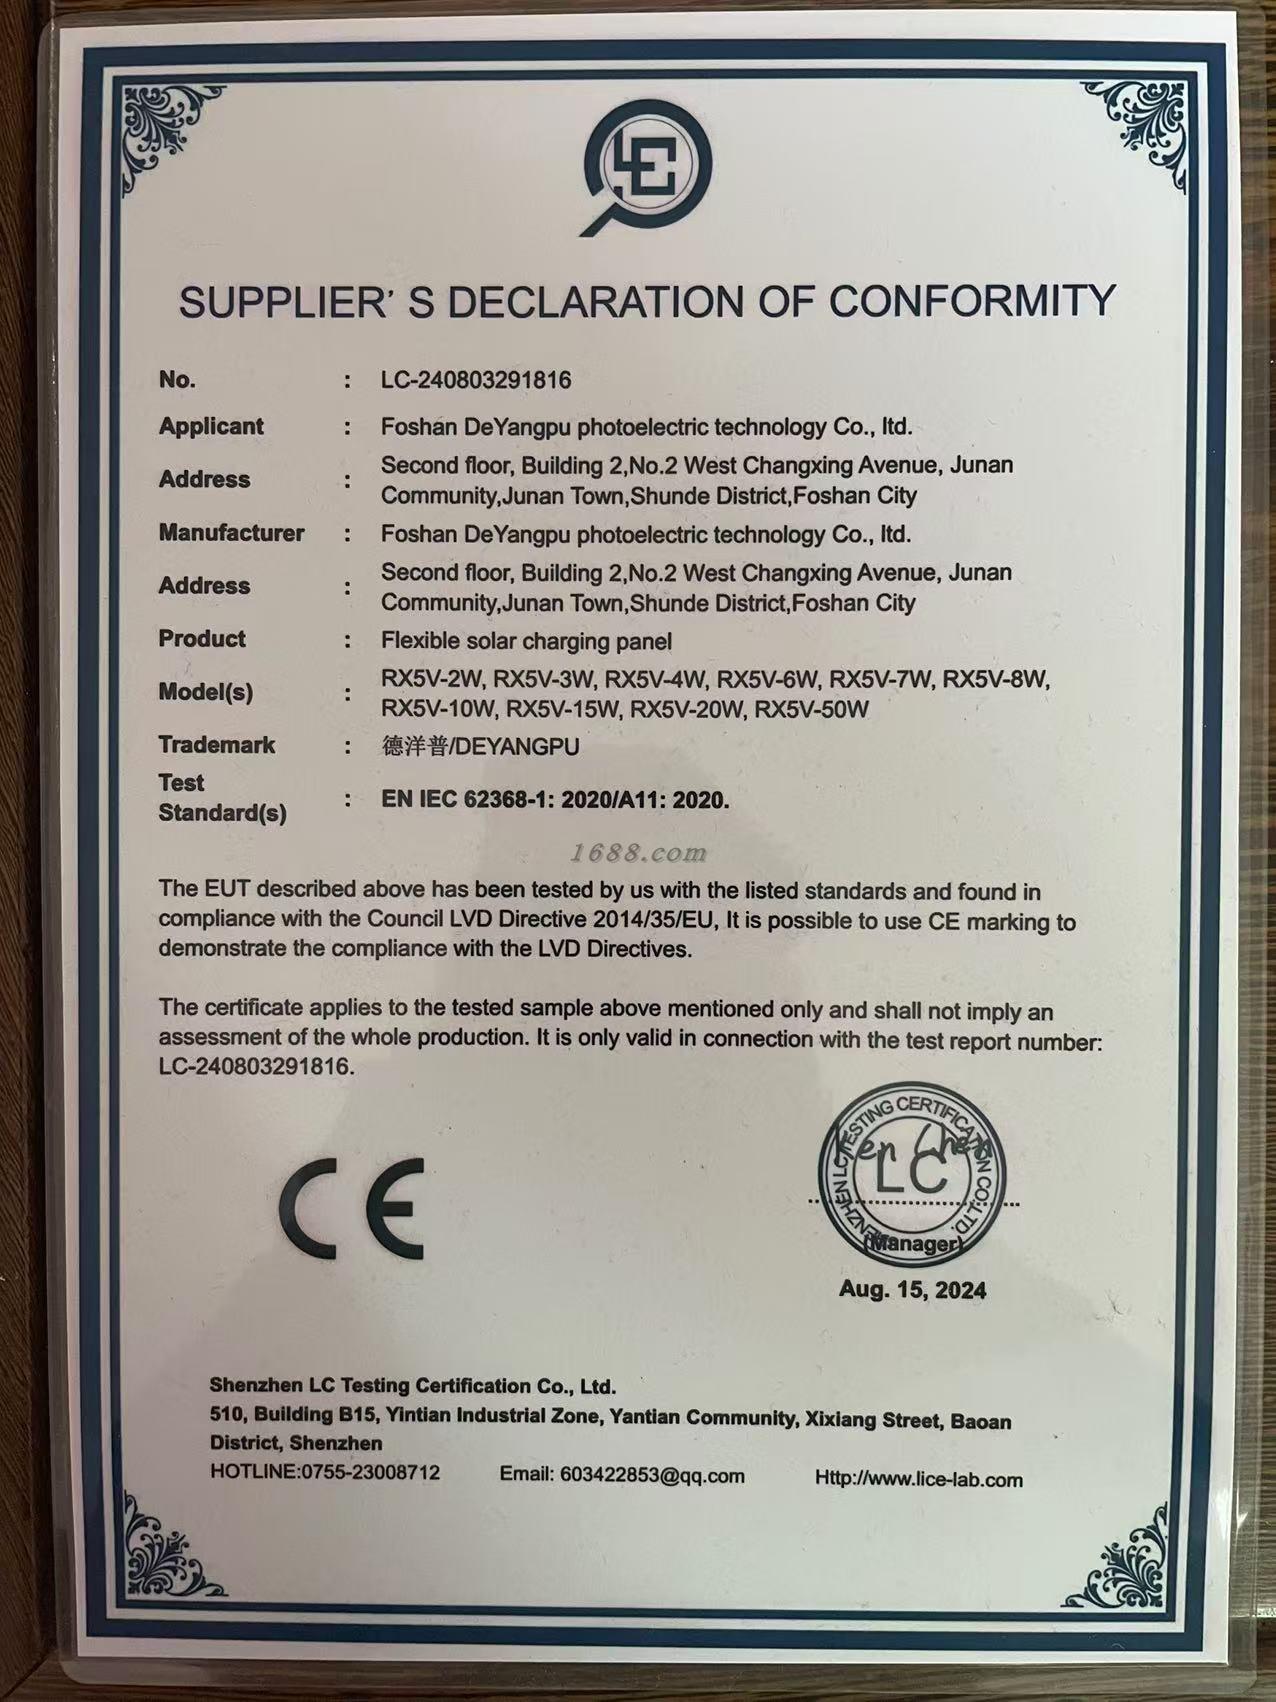 LC
SUPPLIER' S DECLARATION OF CONFORMITY
No. : LC-240803291816
Applicant : Foshan DeYangpu photoelectric technology Co., ltd.
Address : Second floor, Building 2,No.2 West Changxing Avenue, Junan
Community,Junan Town,Shunde District,Foshan City
Manufacturer : Foshan DeYangpu photoelectric technology Co., ltd.
Address : Second floor, Building 2,No.2 West Changxing Avenue, Junan
Community,Junan Town,Shunde District,Foshan City
Product : Flexible solar charging panel
Model(s) : RX5V-2W, RX5V-3W, RX5V-4W, RX5V-6W, RX5V-7W, RX5V-8W,
RX5V-10W, RX5V-15W, RX5V-20W, RX5V-50W
Trademark : 德洋普/DEYANGPU
Test
Standard(s) : EN IEC 62368-1: 2020/A11: 2020.
1688.com
The EUT described above has been tested by us with the listed standards and found in
compliance with the Council LVD Directive 2014/35/EU, It is possible to use CE marking to
demonstrate the compliance with the LVD Directives.
The certificate applies to the tested sample above mentioned only and shall not imply an
assessment of the whole production. It is only valid in connection with the test report number:
LC-240803291816.
CE
SHENZHEN LC TESTING CERTIFICATION CO.,LTD.
Ken Chen
LC
(Manager)
Aug. 15, 2024
Shenzhen LC Testing Certification Co., Ltd.
510, Building B15, Yintian Industrial Zone, Yantian Community, Xixiang Street, Baoan
District, Shenzhen
HOTLINE:0755-23008712 Email: 603422853@qq.com Http://www.lice-lab.com